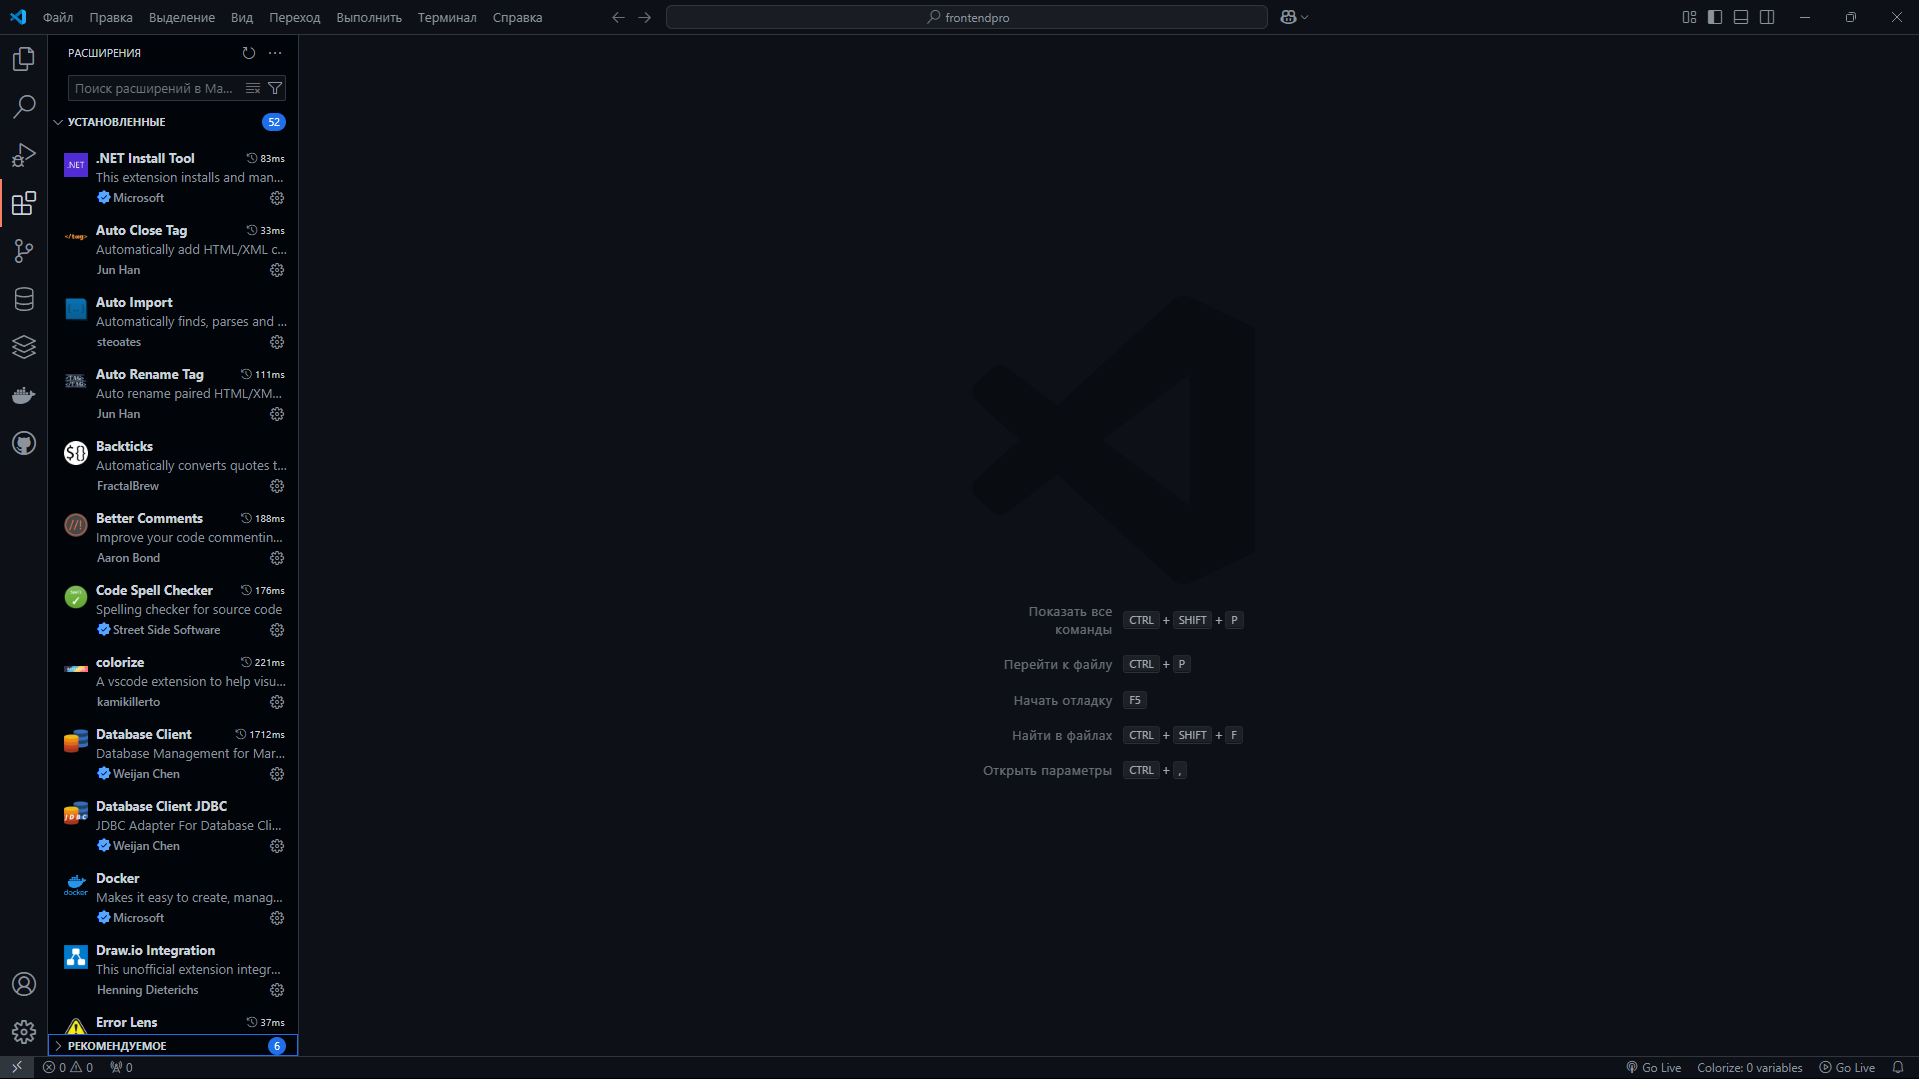 Файл Правка Выделение Вид Переход Выполнить Терминал Справка frontendpro
РАСШИРЕНИЯ
Поиск расширений в Ma...
УСТАНОВЛЕННЫЕ 52
.NET
.NET Install Tool 83ms
This extension installs and man...
Microsoft
Auto Close Tag 33ms
Automatically add HTML/XML c...
Jun Han
Auto Import
Automatically finds, parses and ...
steoates
Auto Rename Tag 111ms
Auto rename paired HTML/XM...
Jun Han
Backticks
Automatically converts quotes t...
FractalBrew
Better Comments 188ms
Improve your code commentin...
Aaron Bond
Code Spell Checker 176ms
Spelling checker for source code
Street Side Software
colorize 221ms
A vscode extension to help visu...
kamikillerto
Database Client 1712ms
Database Management for Mar...
Weijan Chen
Database Client JDBC
JDBC Adapter For Database Cli...
Weijan Chen
Docker
docker
Makes it easy to create, manag...
Microsoft
Draw.io Integration
This unofficial extension integr...
Henning Dieterichs
Error Lens 37ms
РЕКОМЕНДУЕМОЕ 6
Показать все
команды CTRL + SHIFT + P
Перейти к файлу CTRL + P
Начать отладку F5
Найти в файлах CTRL + SHIFT + F
Открыть параметры CTRL + ,
0 0 0 Go Live Colorize: 0 variables Go Live